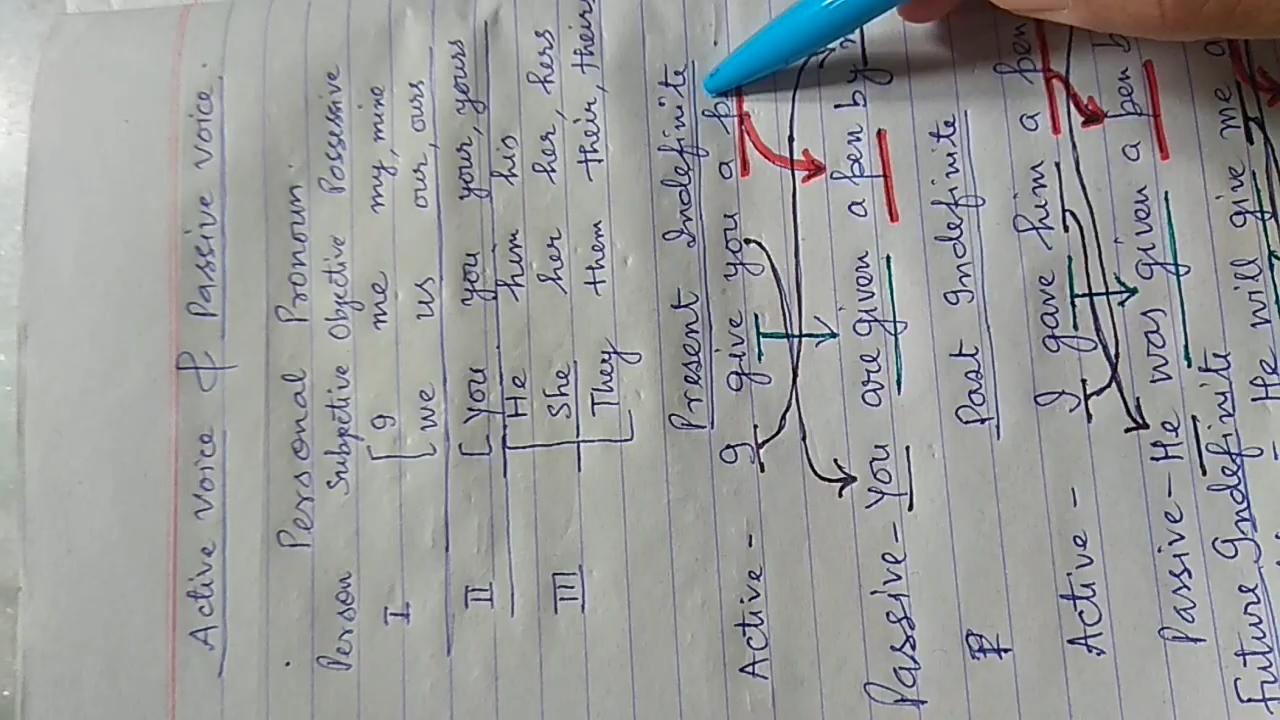 Active Voice & Passive Voice.
Personal Pronoun.
Person Subjective Objective Possessive
I I me my, mine
we us our, ours
II You you your, yours
He him his
III She her her, hers
They them their, theirs
Present Indefinite
Active - I give you a
Passive - You are given a pen by
Past Indefinite
Active - I gave him a pen
Passive - He was given a pen
Future Indefinite
He will give me a